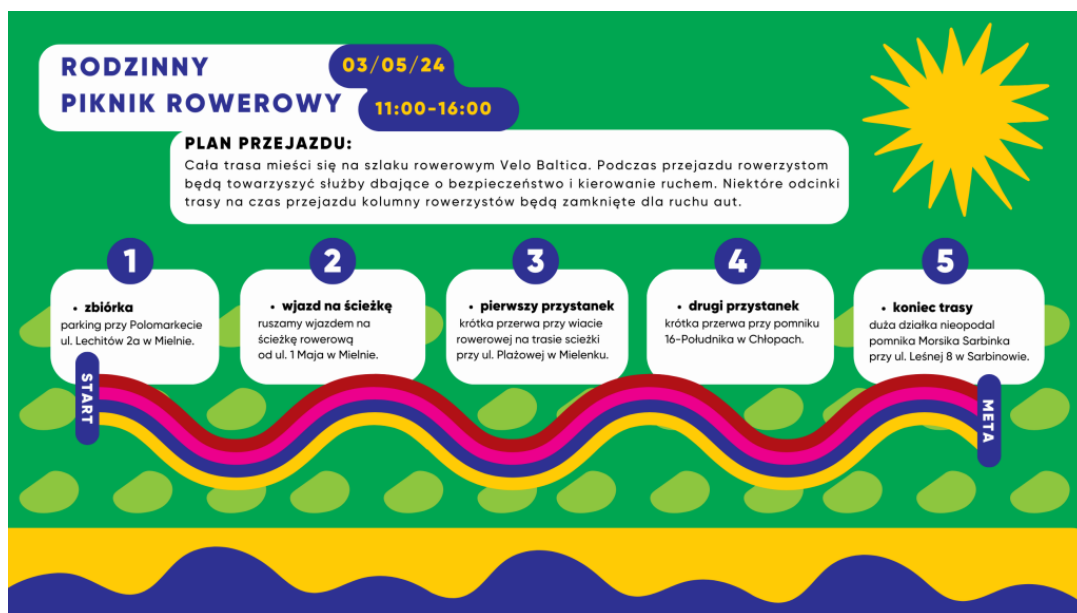 RODZINNY
PIKNIK ROWEROWY
03/05/24
11:00-16:00
PLAN PRZEJAZDU:
Cała trasa mieści się na szlaku rowerowym Velo Baltica. Podczas przejazdu rowerzystom
będą towarzyszyć służby dbające o bezpieczeństwo i kierowanie ruchem. Niektóre odcinki
trasy na czas przejazdu kolumny rowerzystów będą zamknięte dla ruchu aut.
1
• zbiórka
parking przy Polomarkecie
ul. Lechitów 2a w Mielnie.
2
• wjazd na ścieżkę
ruszamy wjazdem na
ścieżkę rowerową
od ul. 1 Maja w Mielnie.
3
• pierwszy przystanek
krótka przerwa przy wiacie
rowerowej na trasie scieżki
przy ul. Plażowej w Mielenku.
4
• drugi przystanek
krótka przerwa przy pomniku
16-Południka w Chłopach.
5
• koniec trasy
duża działka nieopodal
pomnika Morsika Sarbinka
przy ul. Leśnej 8 w Sarbinowie.
START
META